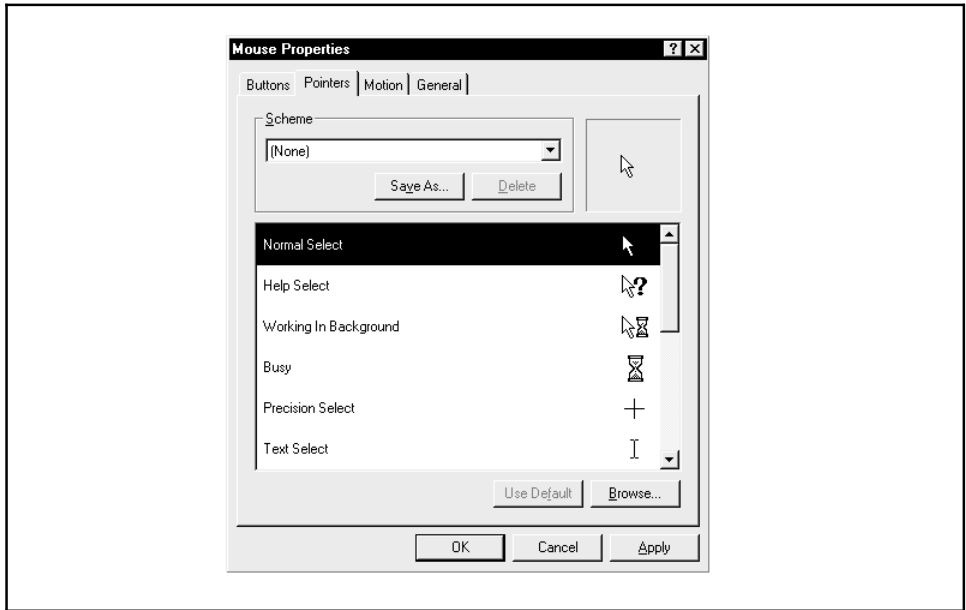 Mouse Properties
Buttons Pointers Motion General
Scheme
(None)
Save As... Delete
Normal Select
Help Select
Working In Background
Busy
Precision Select
Text Select
Use Default Browse...
OK Cancel Apply